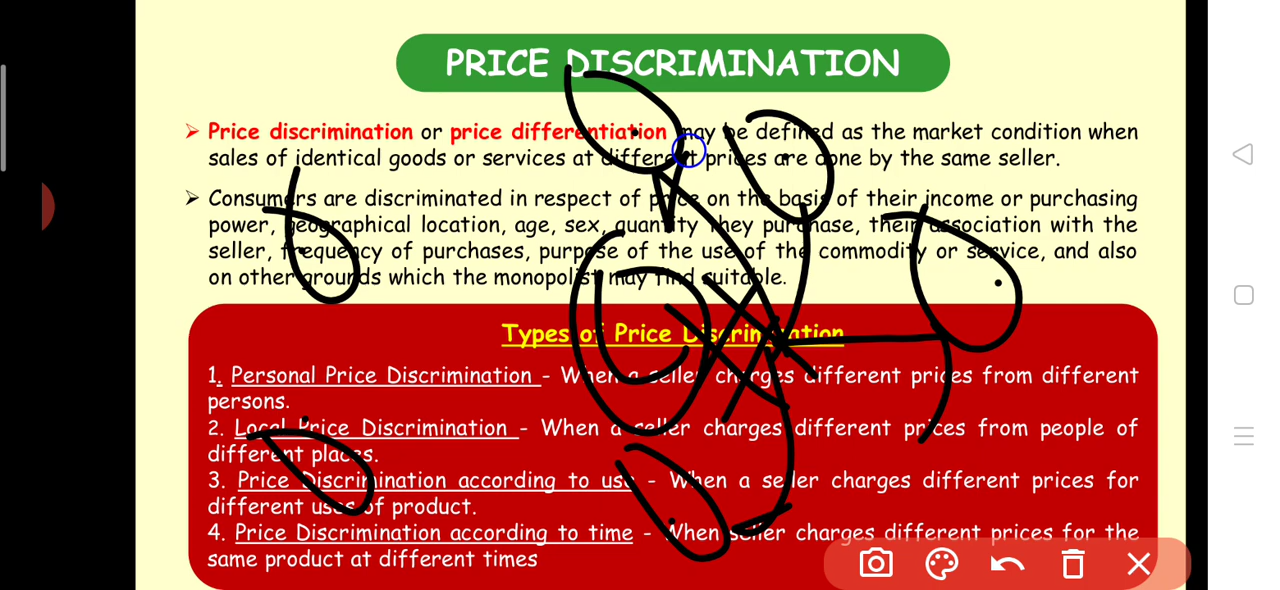 PRICE DISCRIMINATION
➢ Price discrimination or price differentiation may be defined as the market condition when
sales of identical goods or services at different prices are done by the same seller.
➢ Consumers are discriminated in respect of price on the basis of their income or purchasing
power, geographical location, age, sex, quantity they purchase, their association with the
seller, frequency of purchases, purpose of the use of the commodity or service, and also
on other grounds which the monopolist may find suitable.
Types of Price Discrimination
1. Personal Price Discrimination - When a seller charges different prices from different
persons.
2. Local Price Discrimination - When a seller charges different prices from people of
different places.
3. Price Discrimination according to use - When a seller charges different prices for
different uses of product.
4. Price Discrimination according to time - When seller charges different prices for the
same product at different times